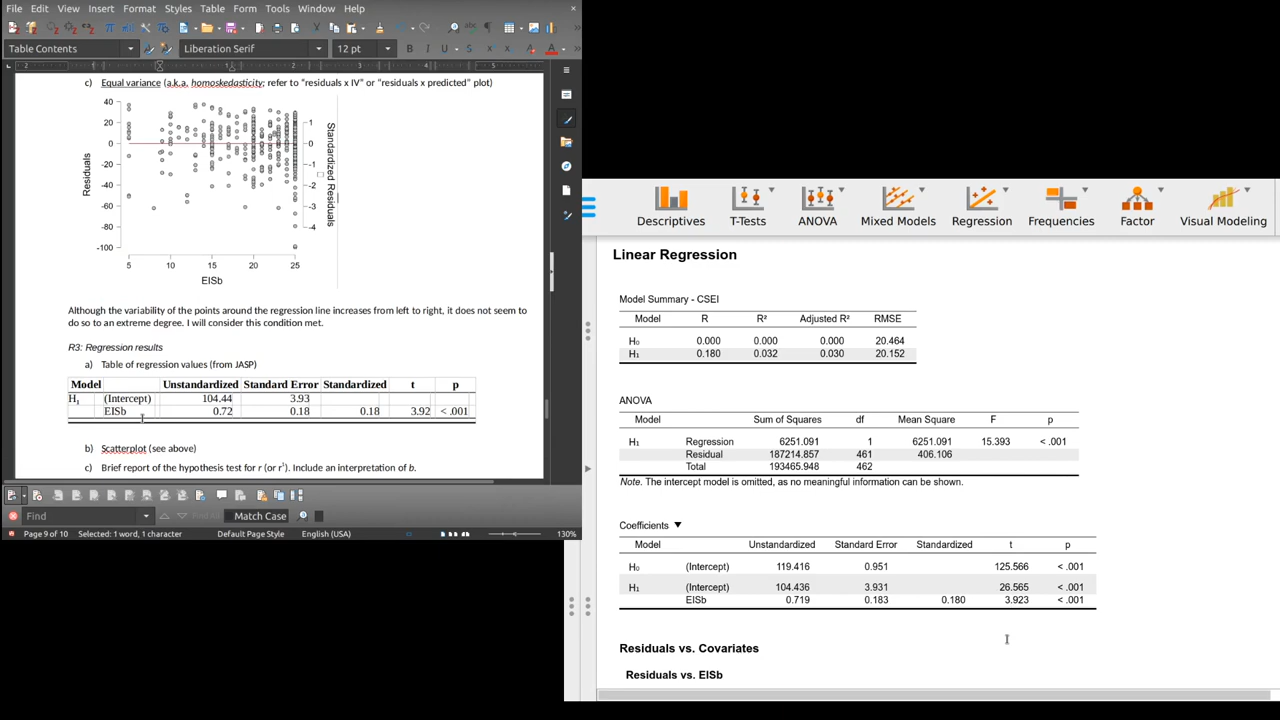 File Edit View Insert Format Styles Table Form Tools Window Help
Table Contents Liberation Serif 12 pt
c) Equal variance (a.k.a. homoskedasticity; refer to “residuals x IV” or “residuals x predicted” plot)
40
20
0
-20
-40
-60
-80
-100
Residuals
1
0
-1
-2
-3
-4
Standardized Residuals
5 10 15 20 25
EISb
Although the variability of the points around the regression line increases from left to right, it does not seem to
do so to an extreme degree. I will consider this condition met.
R3: Regression results
a) Table of regression values (from JASP)
Model Unstandardized Standard Error Standardized t p
H₁ (Intercept) 104.44 3.93
EISb 0.72 0.18 0.18 3.92 < .001
b) Scatterplot (see above)
c) Brief report of the hypothesis test for r (or r²). Include an interpretation of b.
Find Find All Match Case
Page 9 of 10 Selected: 1 word, 1 character Default Page Style English (USA) 130%
Descriptives T-Tests ANOVA Mixed Models Regression Frequencies Factor Visual Modeling
Linear Regression
Model Summary - CSEI
Model R R² Adjusted R² RMSE
H₀ 0.000 0.000 0.000 20.464
H₁ 0.180 0.032 0.030 20.152
ANOVA
Model Sum of Squares df Mean Square F p
H₁ Regression 6251.091 1 6251.091 15.393 < .001
Residual 187214.857 461 406.106
Total 193465.948 462
Note. The intercept model is omitted, as no meaningful information can be shown.
Coefficients ▼
Model Unstandardized Standard Error Standardized t p
H₀ (Intercept) 119.416 0.951 125.566 < .001
H₁ (Intercept) 104.436 3.931 26.565 < .001
EISb 0.719 0.183 0.180 3.923 < .001
Residuals vs. Covariates
Residuals vs. EISb